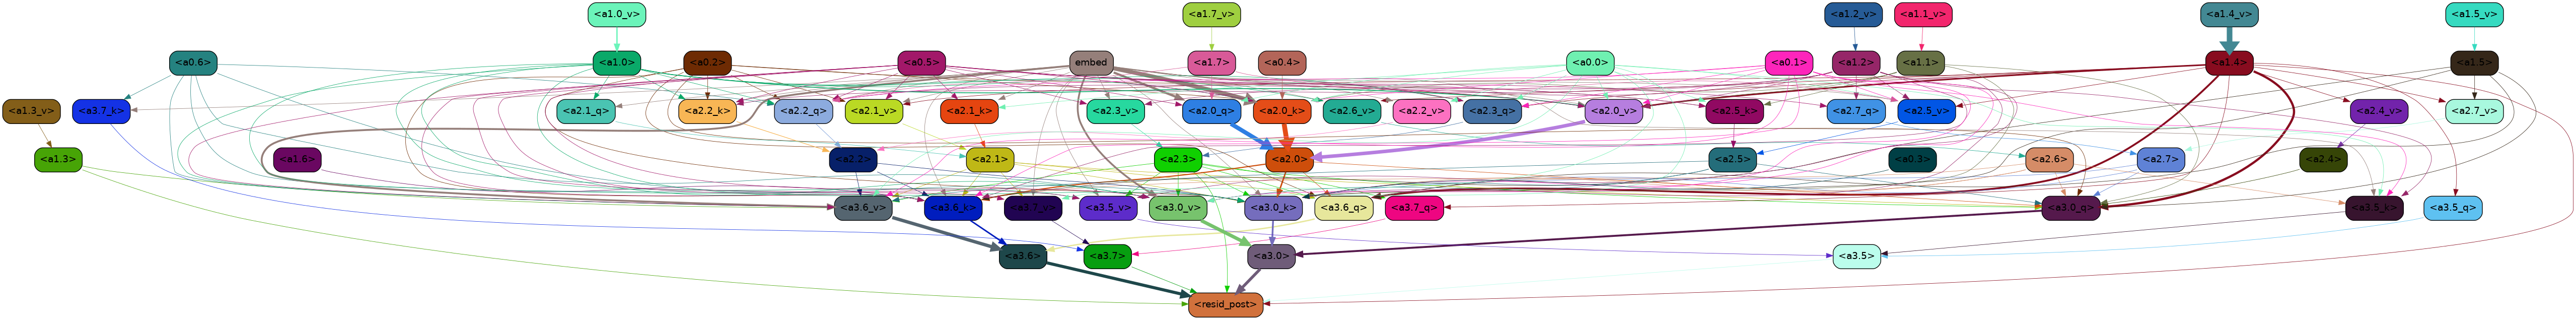 <a1.0_v> <a1.7_v> <a1.2_v> <a1.1_v> <a1.4_v> <a1.5_v>
<a0.6> <a1.0> <a0.2> <a0.5> embed <a1.7> <a0.4> <a0.0> <a0.1> <a1.2> <a1.1> <a1.4> <a1.5>
<a1.3_v> <a3.7_k> <a2.1_q> <a2.2_k> <a2.2_q> <a2.1_v> <a2.1_k> <a2.3_v> <a2.0_q> <a2.0_k> <a2.6_v> <a2.2_v> <a2.3_q> <a2.0_v> <a2.5_k> <a2.7_q> <a2.5_v> <a2.4_v> <a2.7_v>
<a1.3> <a1.6> <a2.2> <a2.1> <a2.3> <a2.0> <a2.5> <a0.3> <a2.6> <a2.7> <a2.4>
<a3.6_v> <a3.6_k> <a3.7_v> <a3.5_v> <a3.0_v> <a3.0_k> <a3.6_q> <a3.7_q> <a3.0_q> <a3.5_k> <a3.5_q>
<a3.6> <a3.7> <a3.0> <a3.5>
<resid_post>